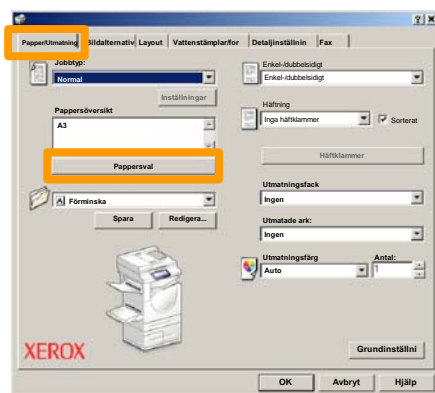 Papper/Utmatning Bildalternativ Layout Vattenstämplar/for Detaljinställnin Fax
Jobbtyp:
Normal
Inställningar
Pappersöversikt
A3
Pappersval
Förminska
Spara Redigera...
XEROX
Enkel-/dubbelsidigt
Enkel-/dubbelsidigt
Häftning
Inga häftklammer Sorterat
Häftklammer
Utmatningsfack
Ingen
Utmatade ark:
Ingen
Utmatningsfärg Antal:
Auto 1
Grundinställni
OK Avbryt Hjälp